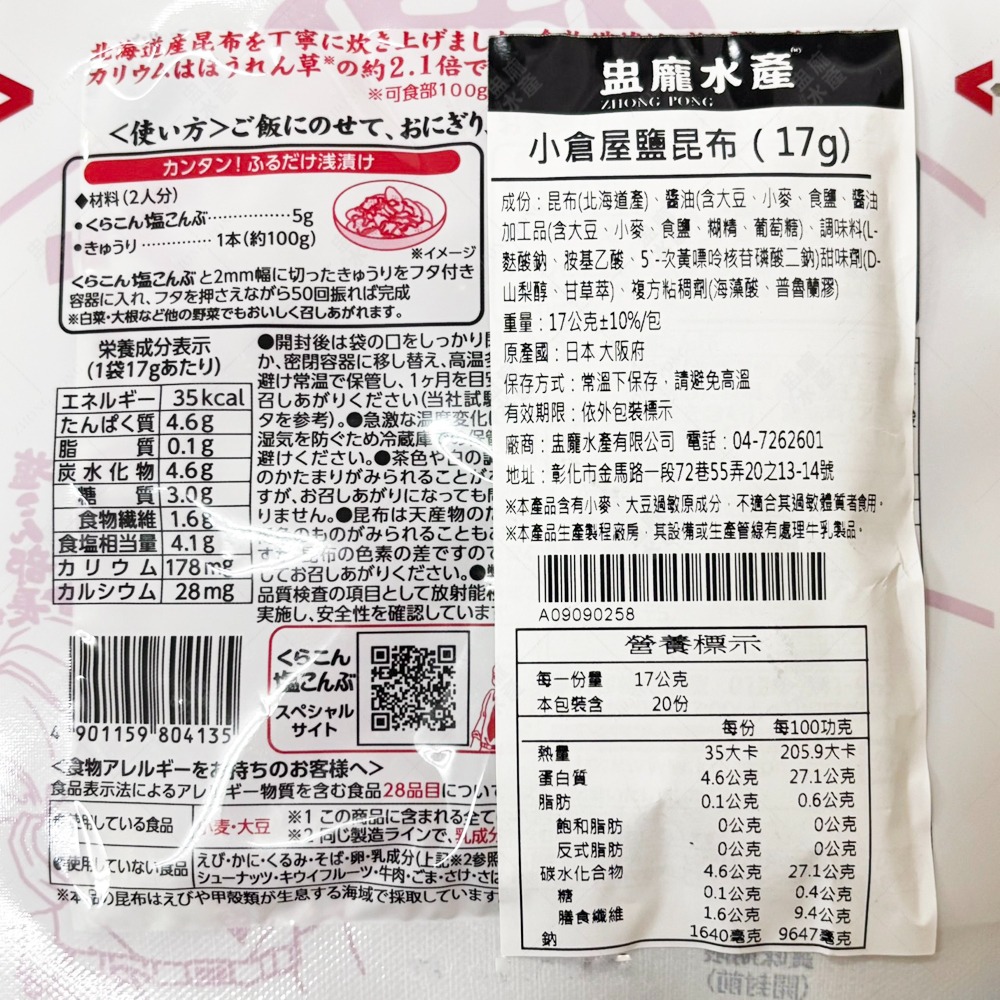 北海道産昆布を丁寧に炊き上げまし
カリウムはほうれん草※の約2.1倍で
※可食部100g
＜使い方＞ご飯にのせて、おにぎり、
カンタン！ふるだけ浅漬け
◆材料(2人分)
●くらこん塩こんぶ……………5g
●きゅうり…………1本(約100g)
※イメージ
くらこん塩こんぶと2mm幅に切ったきゅうりをフタ付き
容器に入れ、フタを押さえながら50回振れば完成
※白菜・大根など他の野菜でもおいしく召しあがれます。
栄養成分表示
(1袋17gあたり)
エネルギー 35kcal
たんぱく質 4.6g
脂質 0.1g
炭水化物 4.6g
糖質 3.0g
食物繊維 1.6g
食塩相当量 4.1g
カリウム 178mg
カルシウム 28mg
●開封後は袋の口をしっかり
か、密閉容器に移し替え、高温
避け常温で保管し、1ヶ月を目
召しあがりください(当社試
タを参考)。●急激な温度変化
湿気を防ぐため冷蔵庫
避けください。●茶色や白の
のかたまりがみられることが
すが、お召しあがりになっても
りません。●昆布は天産物の
色のものがみられることも
昆布の色素の差ですので
してお召しあがりください。●
品質検査の項目として放射能
実施し、安全性を確認していま
4 901159 804135
くらこん
塩こんぶ
スペシャル
サイト
＜食物アレルギーをお持ちのお客様へ＞
食品表示法によるアレルギー物質を含む食品28品目につい
使用している食品 小麦・大豆 ※1 この商品に含まれる全て
※2 同じ製造ラインで、乳成分
使用していない食品 えび・かに・くるみ・そば・卵・乳成分(上記※2参照
シューナッツ・キウイフルーツ・牛肉・ごま・さけ・さば
※本品の昆布はえびや甲殻類が生息する海域で採取しています
盅龐水產
ZHONG PONG
小倉屋鹽昆布 ( 17g)
成份：昆布(北海道產)、醬油(含大豆、小麥、食鹽、醬油
加工品(含大豆、小麥、食鹽、糊精、葡萄糖)、調味料(L-
麩酸鈉、胺基乙酸、5'-次黃嘌呤核苷磷酸二鈉)甜味劑(D-
山梨醇、甘草萃)、複方粘稠劑(海藻酸、普魯蘭膠)
重量：17公克±10%/包
原產國：日本 大阪府
保存方式：常溫下保存，請避免高溫
有效期限：依外包裝標示
廠商：盅龐水產有限公司 電話：04-7262601
地址：彰化市金馬路一段72巷55弄20之13-14號
※本產品含有小麥、大豆過敏原成分，不適合其過敏體質者食用。
※本產品生產製程廠房，其設備或生產管線有處理牛乳製品。
A09090258
營養標示
每一份量 17公克
本包裝含 20份
每份 每100功克
熱量 35大卡 205.9大卡
蛋白質 4.6公克 27.1公克
脂肪 0.1公克 0.6公克
飽和脂肪 0公克 0公克
反式脂肪 0公克 0公克
碳水化合物 4.6公克 27.1公克
糖 0.1公克 0.4公克
膳食纖維 1.6公克 9.4公克
鈉 1640毫克 9647毫克